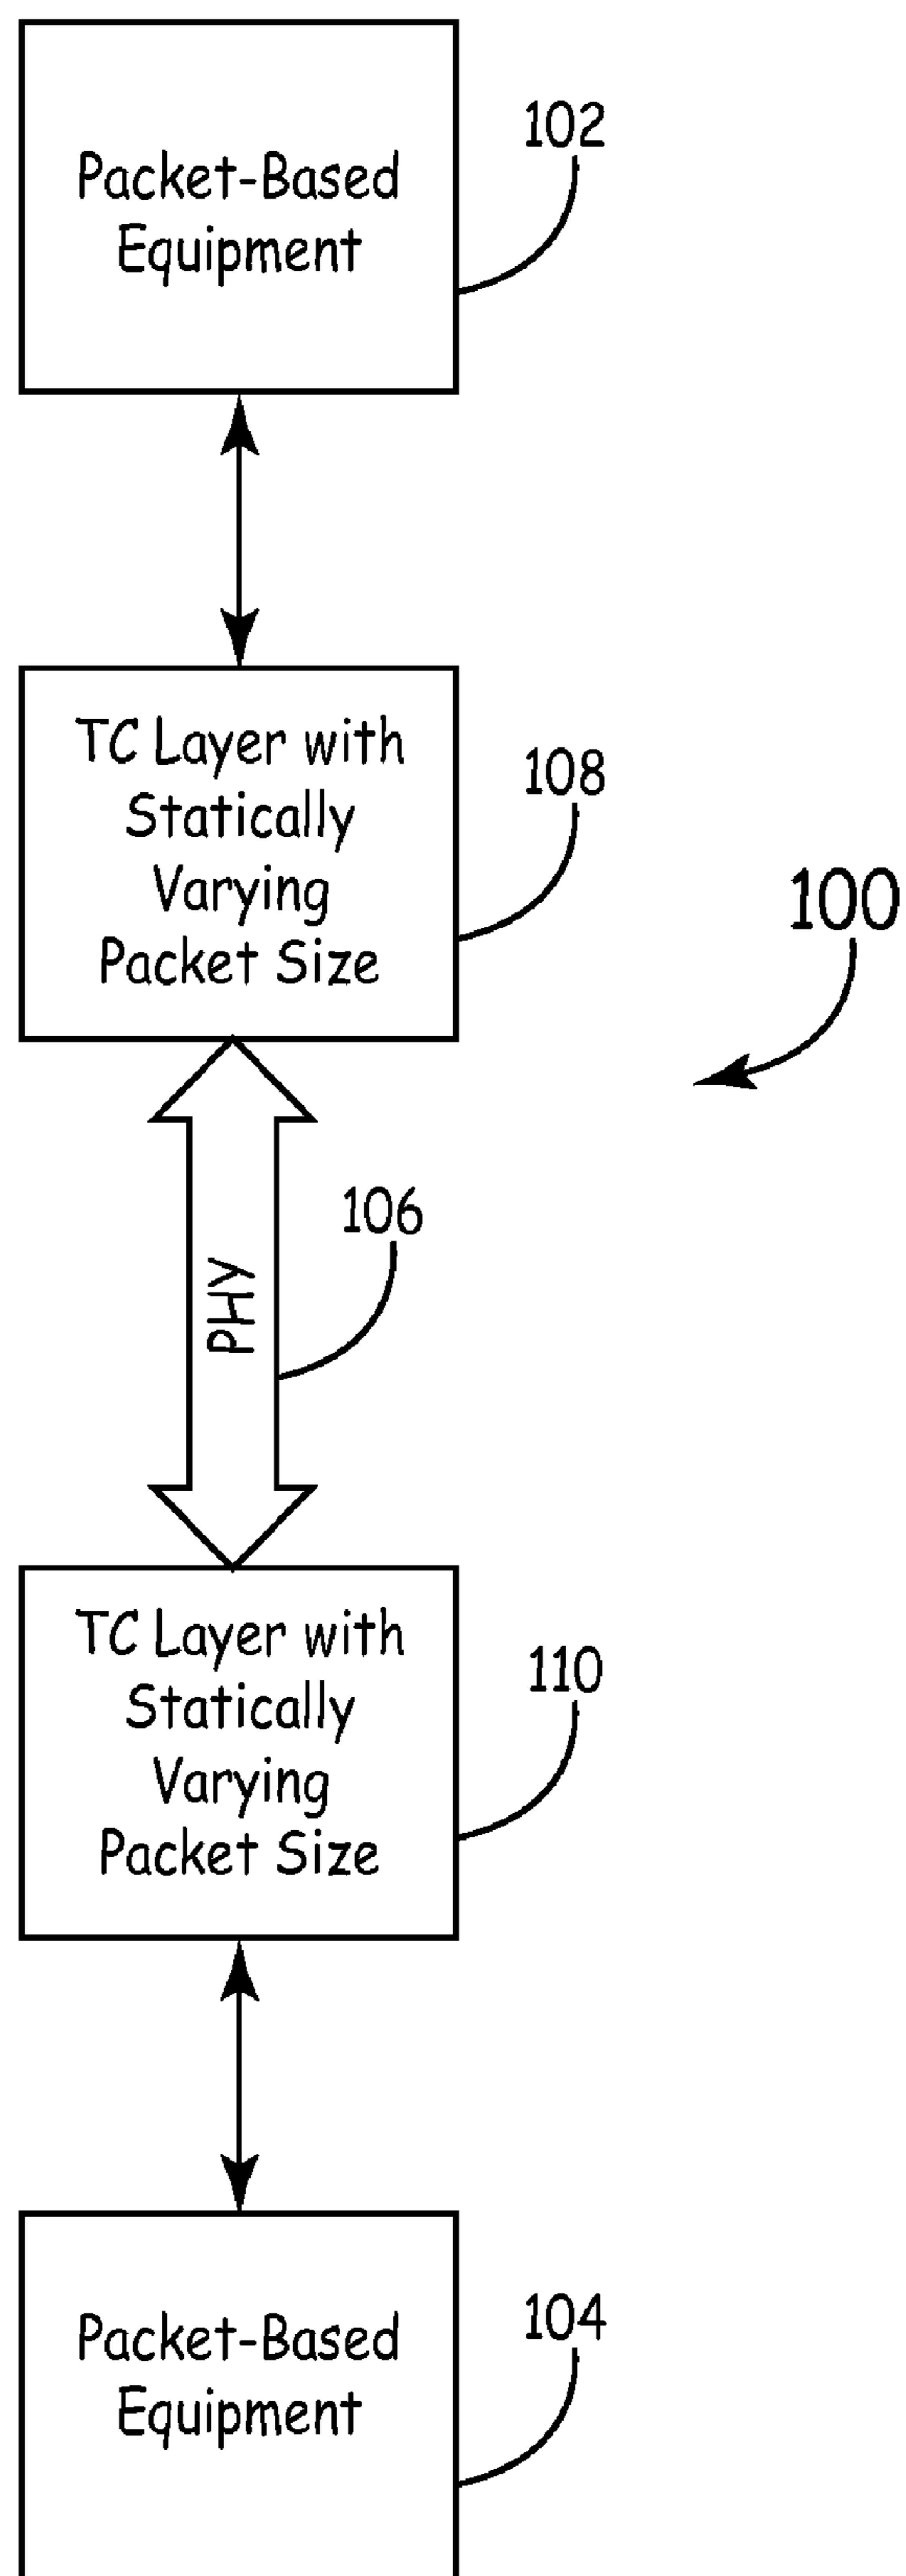 Packet-Based
Equipment
102
TC Layer with
Statically
Varying
Packet Size
108
100
PHY
106
TC Layer with
Statically
Varying
Packet Size
110
Packet-Based
Equipment
104